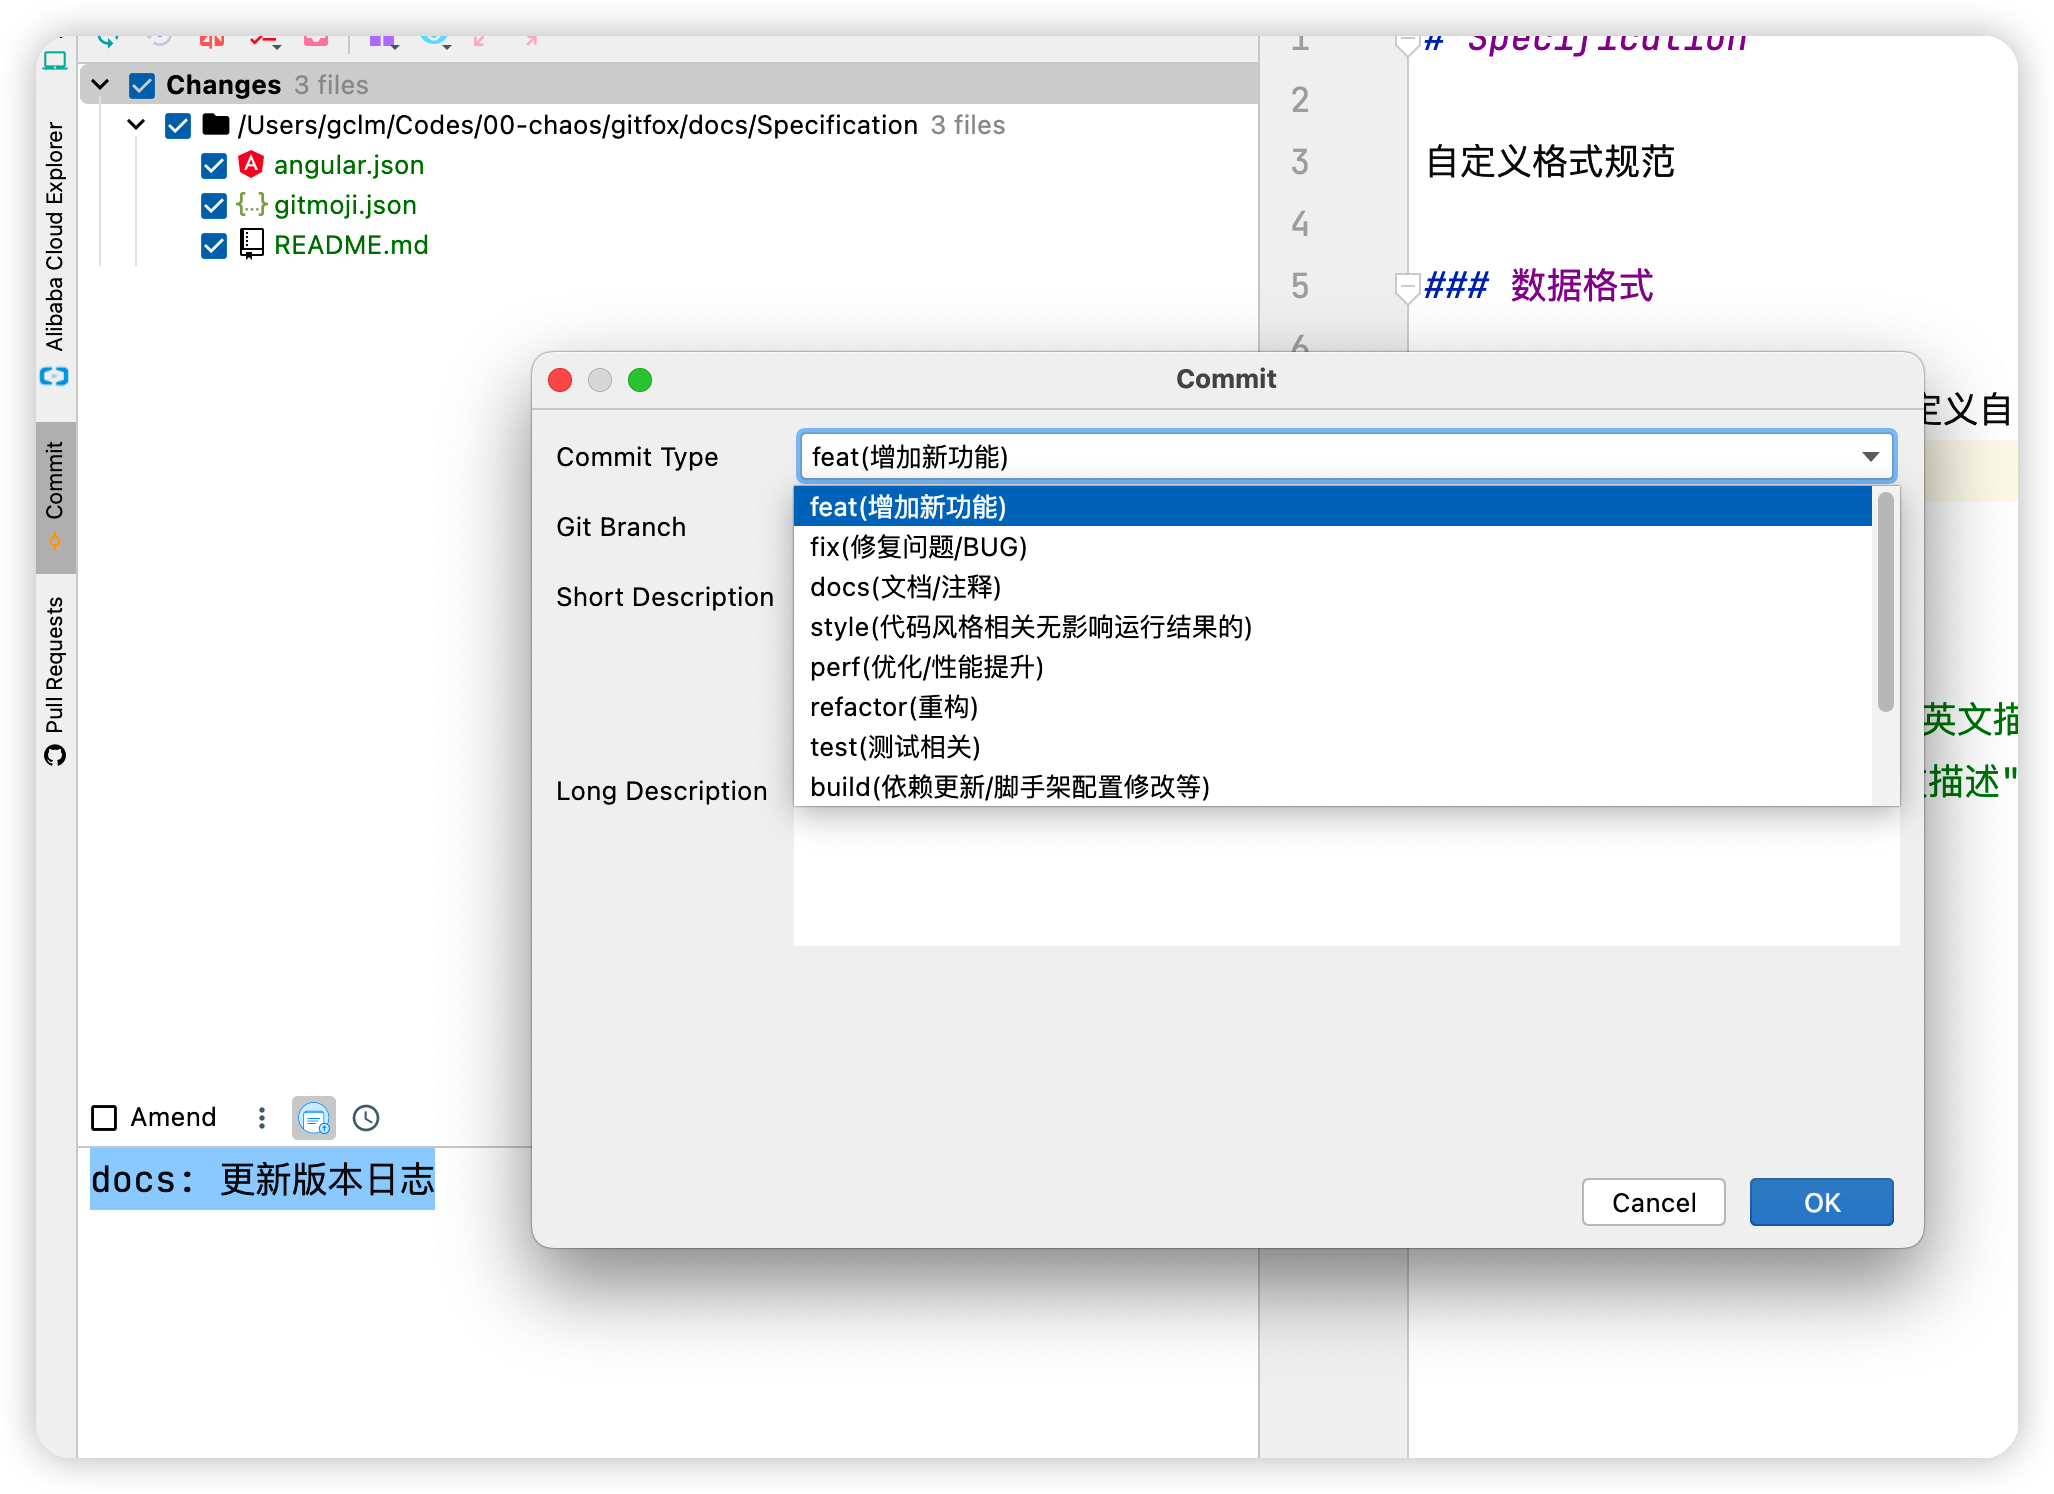 Changes 3 files
/Users/gclm/Codes/00-chaos/gitfox/docs/Specification 3 files
angular.json
gitmoji.json
README.md
Alibaba Cloud Explorer
Commit
Pull Requests
1 # Specification
2
3 自定义格式规范
4
5 ### 数据格式
6
定义自
英文描
描述"
Commit
Commit Type feat(增加新功能)
feat(增加新功能)
Git Branch
fix(修复问题/BUG)
docs(文档/注释)
Short Description
style(代码风格相关无影响运行结果的)
perf(优化/性能提升)
refactor(重构)
test(测试相关)
Long Description
build(依赖更新/脚手架配置修改等)
Cancel OK
Amend
docs: 更新版本日志